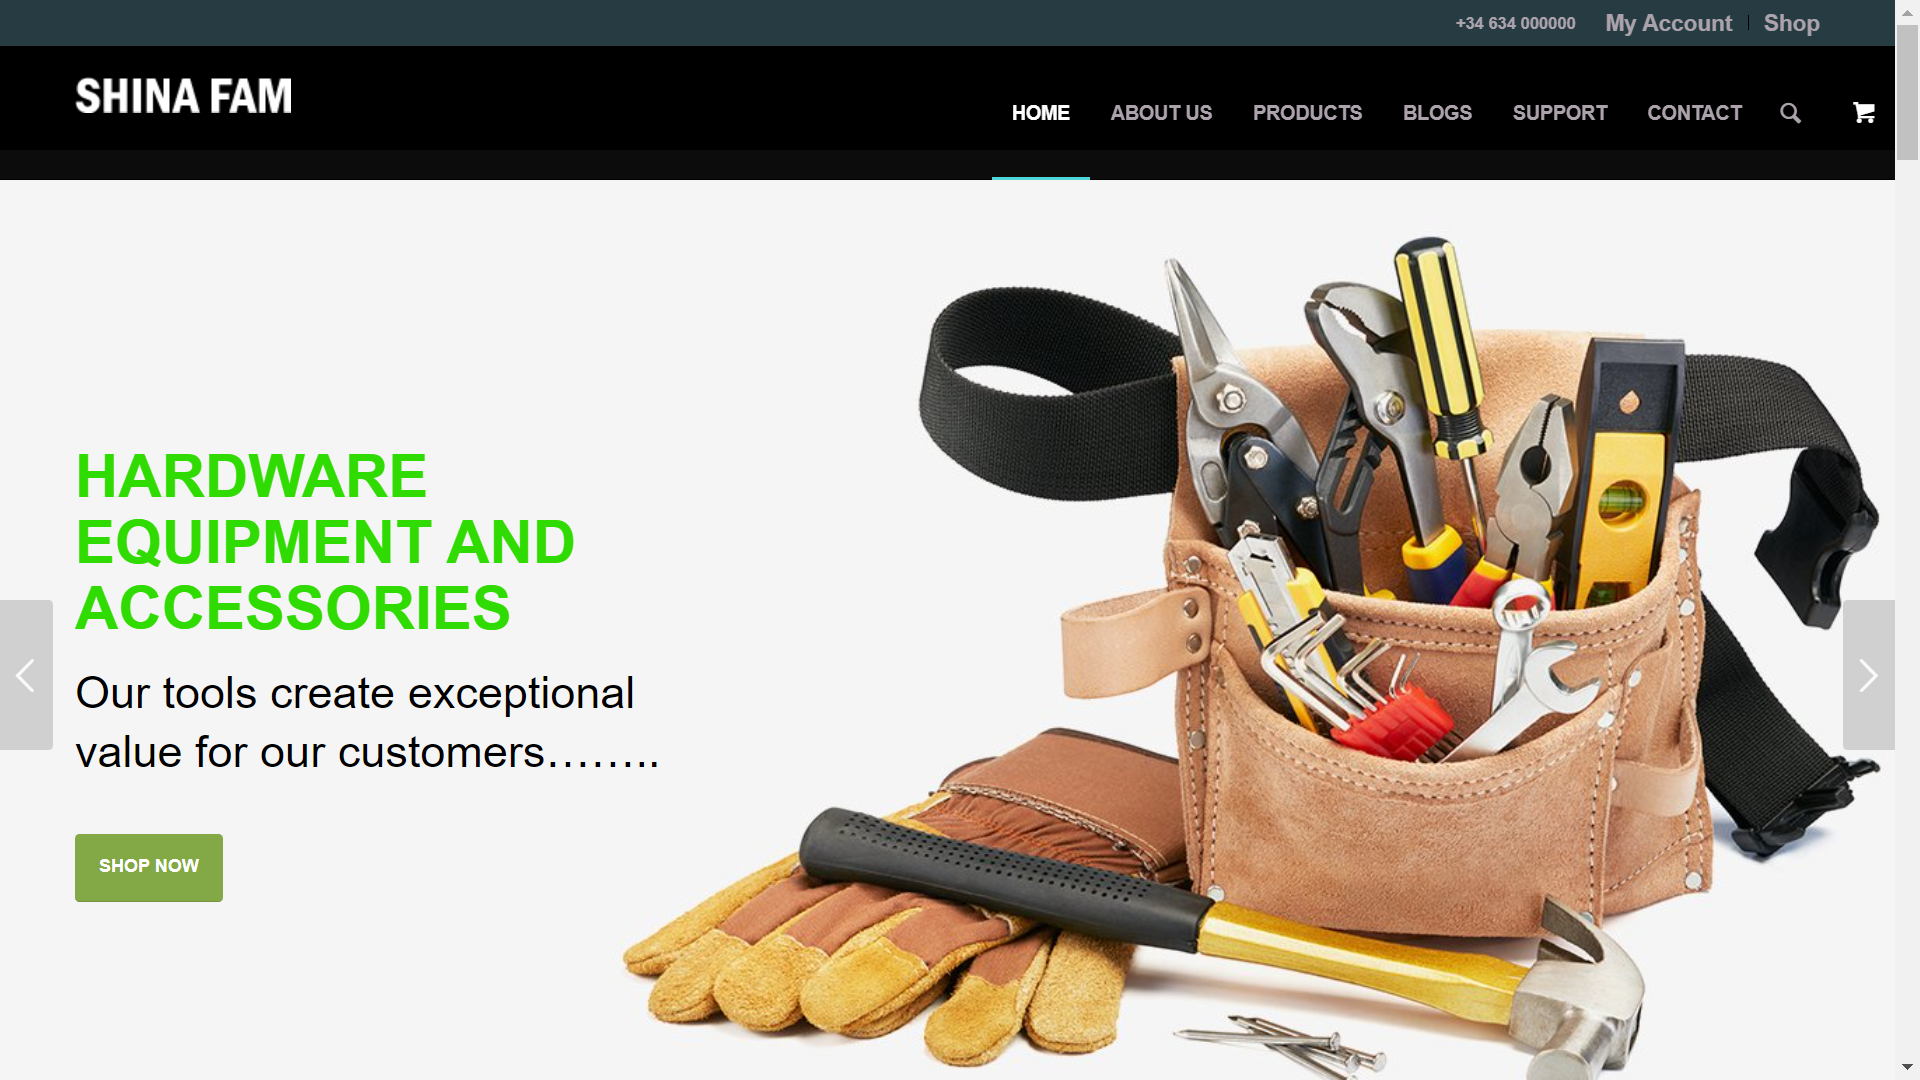 +34 634 000000 My Account Shop
SHINA FAM
HOME ABOUT US PRODUCTS BLOGS SUPPORT CONTACT
HARDWARE
EQUIPMENT AND
ACCESSORIES
Our tools create exceptional
value for our customers……..
SHOP NOW